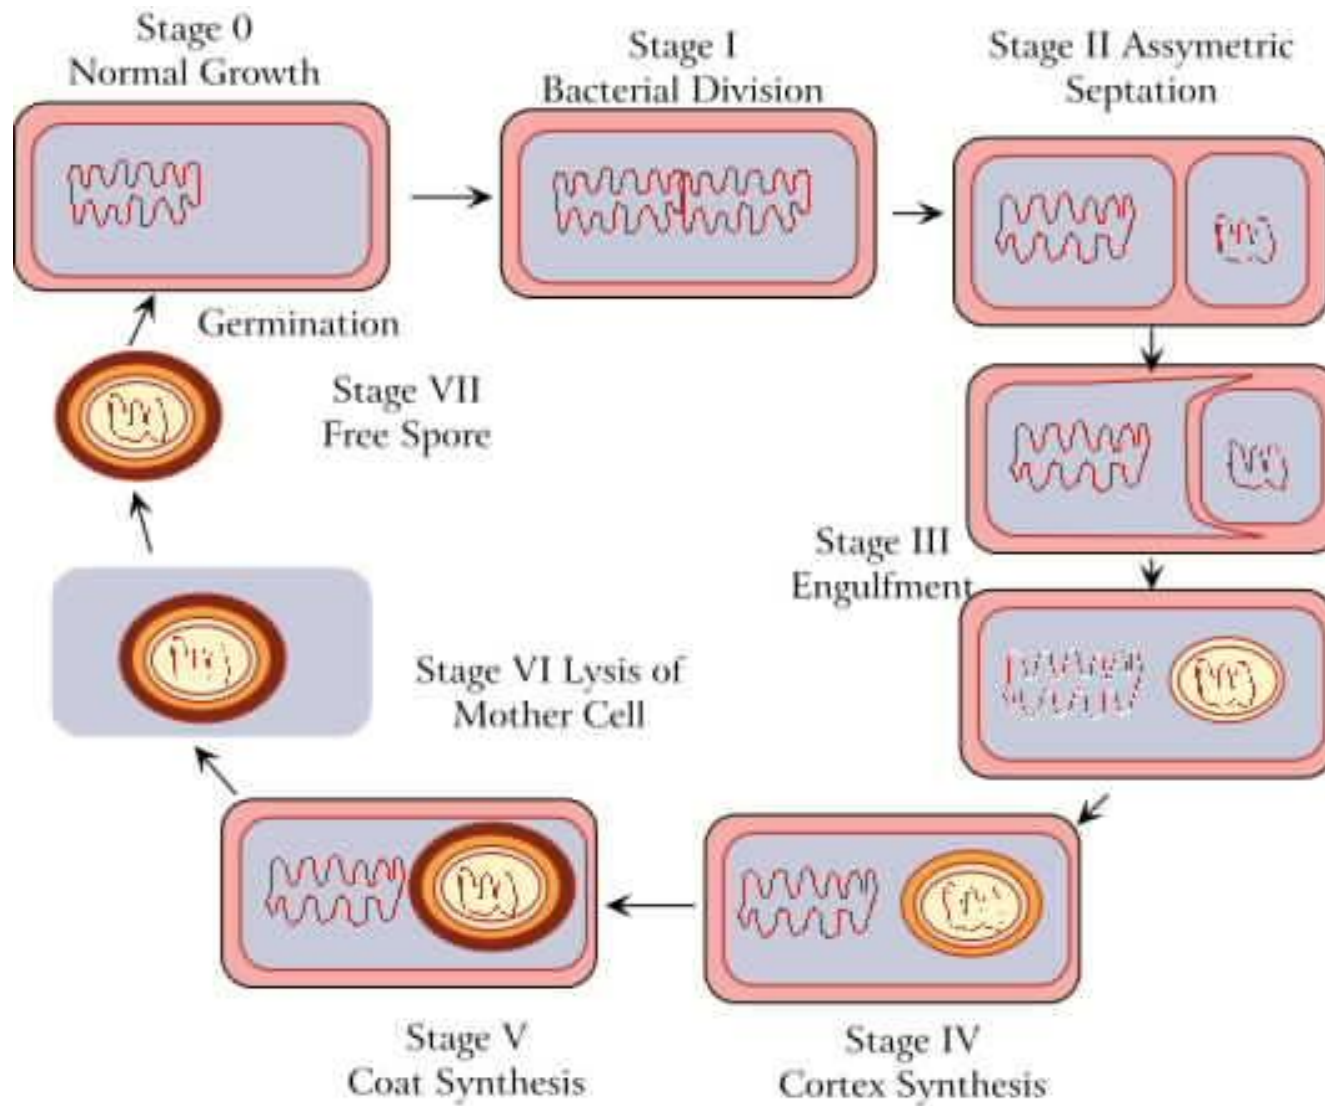 Stage 0
Normal Growth
Stage I
Bacterial Division
Stage II Assymetric
Septation
Germination
Stage VII
Free Spore
Stage III
Engulfment
Stage VI Lysis of
Mother Cell
Stage V
Coat Synthesis
Stage IV
Cortex Synthesis